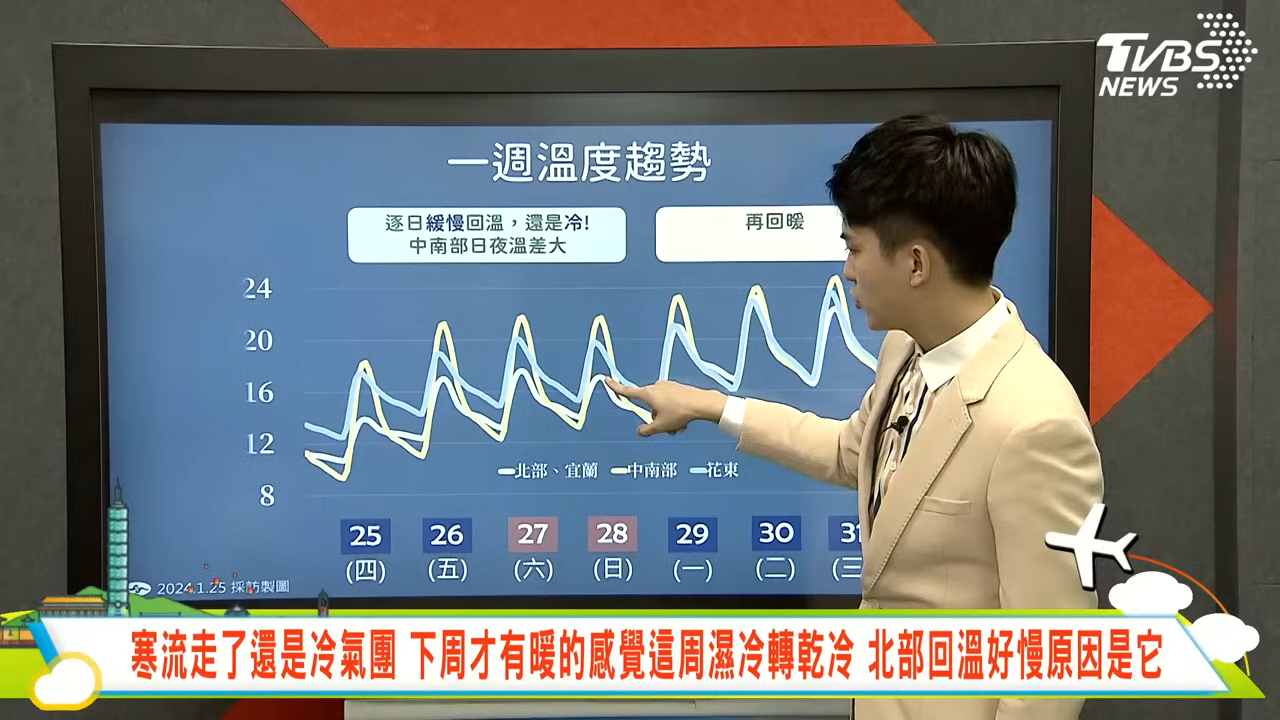 TVBS
NEWS
一週溫度趨勢
逐日緩慢回溫，還是冷!
中南部日夜溫差大
再回暖
24
20
16
12
8
北部、宜蘭 中南部 花東
25 26 27 28 29 30 31
(四) (五) (六) (日) (一) (二) (三
2024.1.25 採訪製圖
寒流走了還是冷氣團 下周才有暖的感覺這周濕冷轉乾冷 北部回溫好慢原因是它